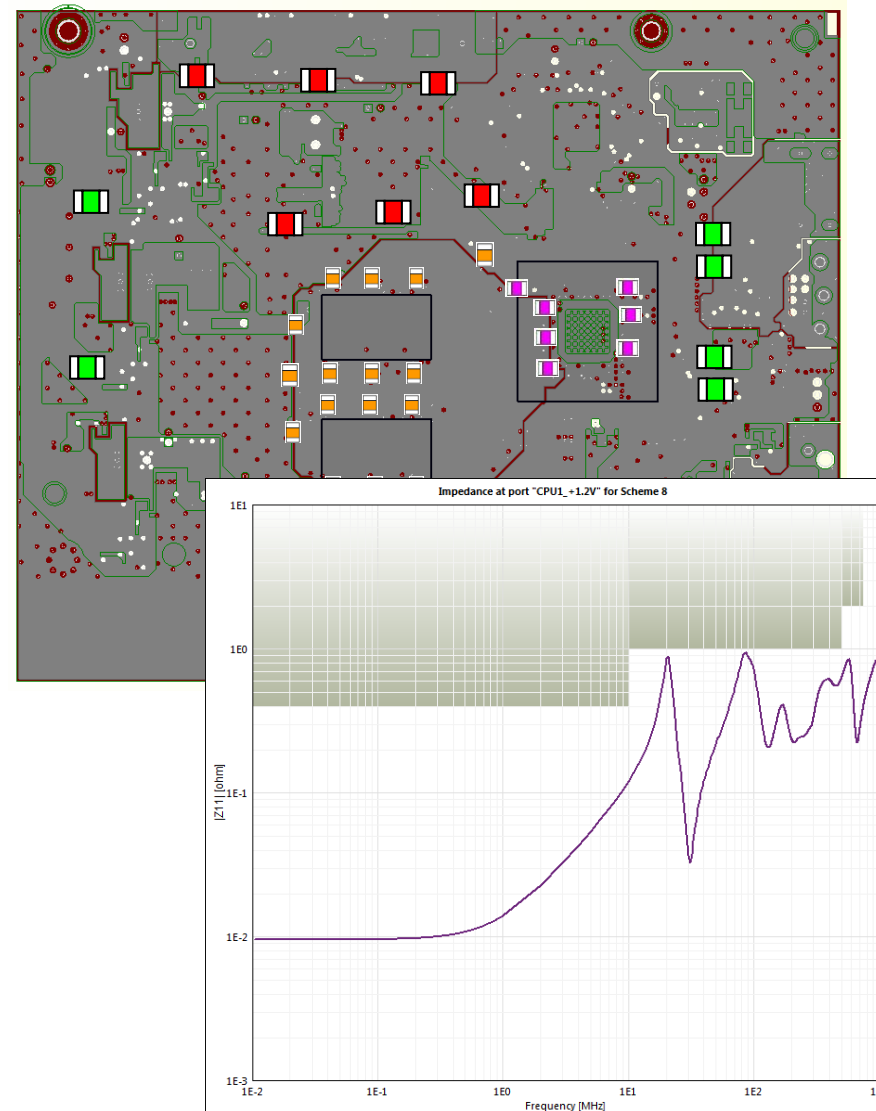 Impedance at port "CPU1_+1.2V" for Scheme 8
1E1
1E0
1E-1
1E-2
1E-3
|Z11| [ohm]
1E-2
1E-1
1E0
1E1
1E2
Frequency [MHz]